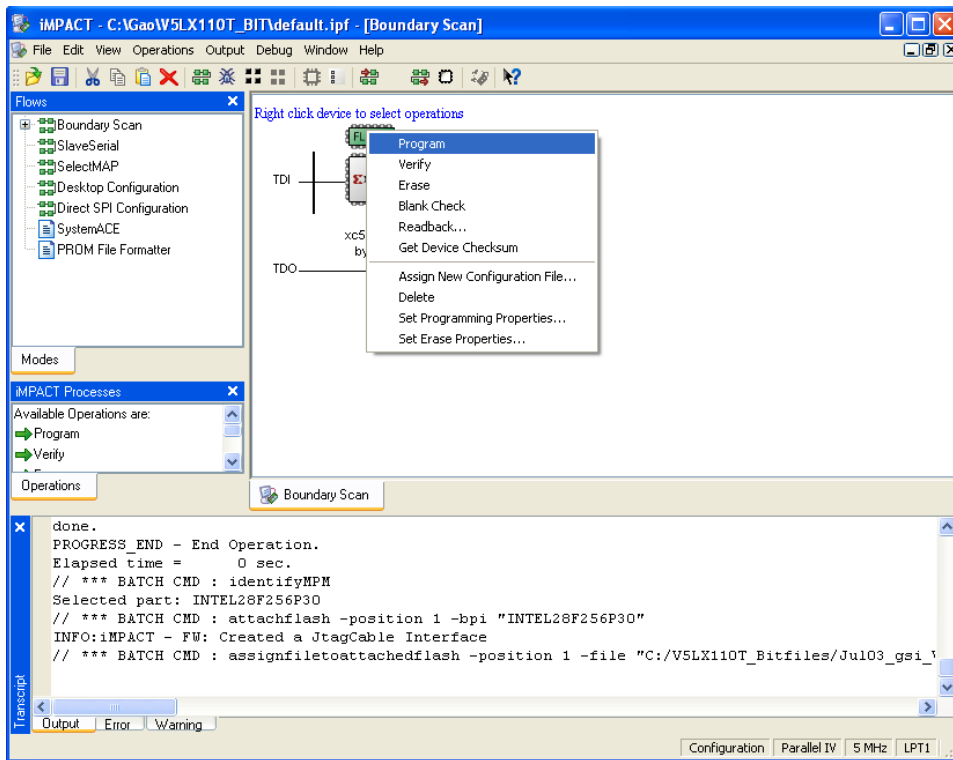 iMPACT - C:\Gao\V5LX110T_BIT\default.ipf - [Boundary Scan]
File Edit View Operations Output Debug Window Help
Flows
Boundary Scan
SlaveSerial
SelectMAP
Desktop Configuration
Direct SPI Configuration
SystemACE
PROM File Formatter
Modes
iMPACT Processes
Available Operations are:
Program
Verify
Operations
Right click device to select operations
FL
TDI
xc5
by
TDO
Program
Verify
Erase
Blank Check
Readback...
Get Device Checksum
Assign New Configuration File...
Delete
Set Programming Properties...
Set Erase Properties...
Boundary Scan
done.
PROGRESS_END - End Operation.
Elapsed time = 0 sec.
// *** BATCH CMD : identifyMPM
Selected part: INTEL28F256P30
// *** BATCH CMD : attachflash -position 1 -bpi "INTEL28F256P30"
INFO:iMPACT - FW: Created a JtagCable Interface
// *** BATCH CMD : assignfiletoattachedflash -position 1 -file "C:/V5LX110T_Bitfiles/Jul03_gsi_
Transcript
Output Error Warning
Configuration Parallel IV 5 MHz LPT1